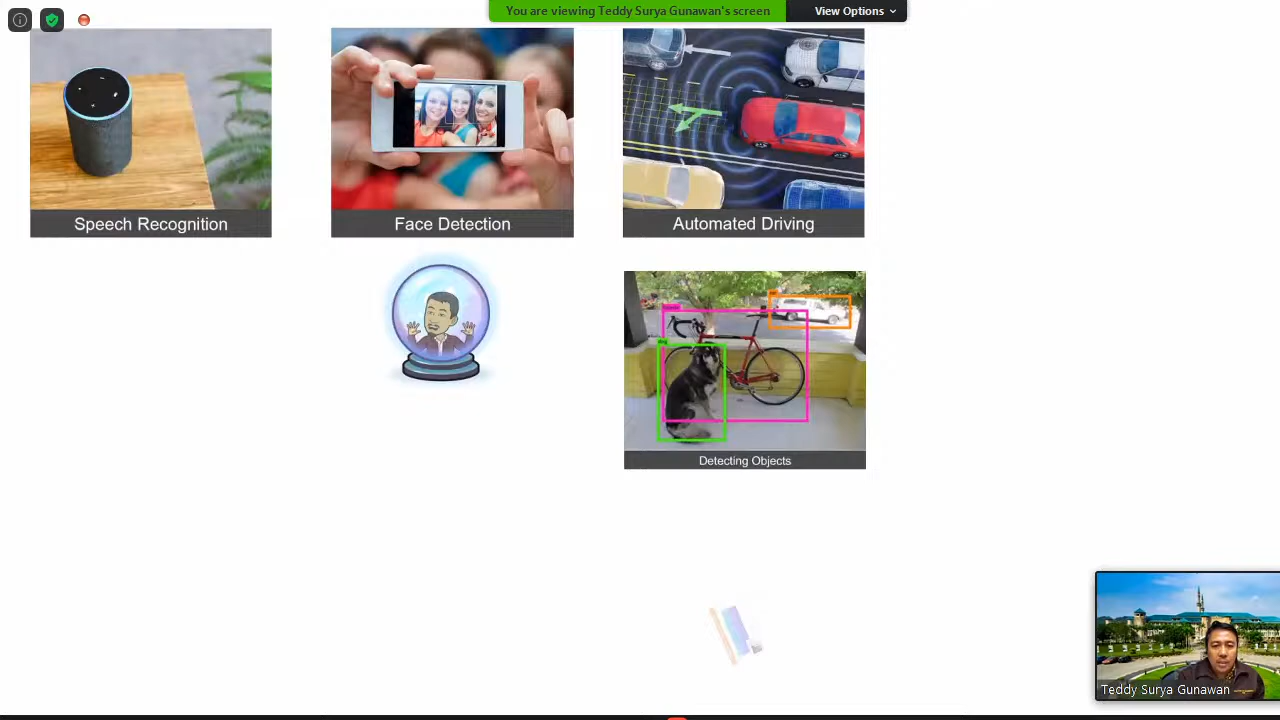 You are viewing Teddy Surya Gunawan's screen
View Options
Speech Recognition
Face Detection
Automated Driving
dog
Detecting Objects
Teddy Surya Gunawan